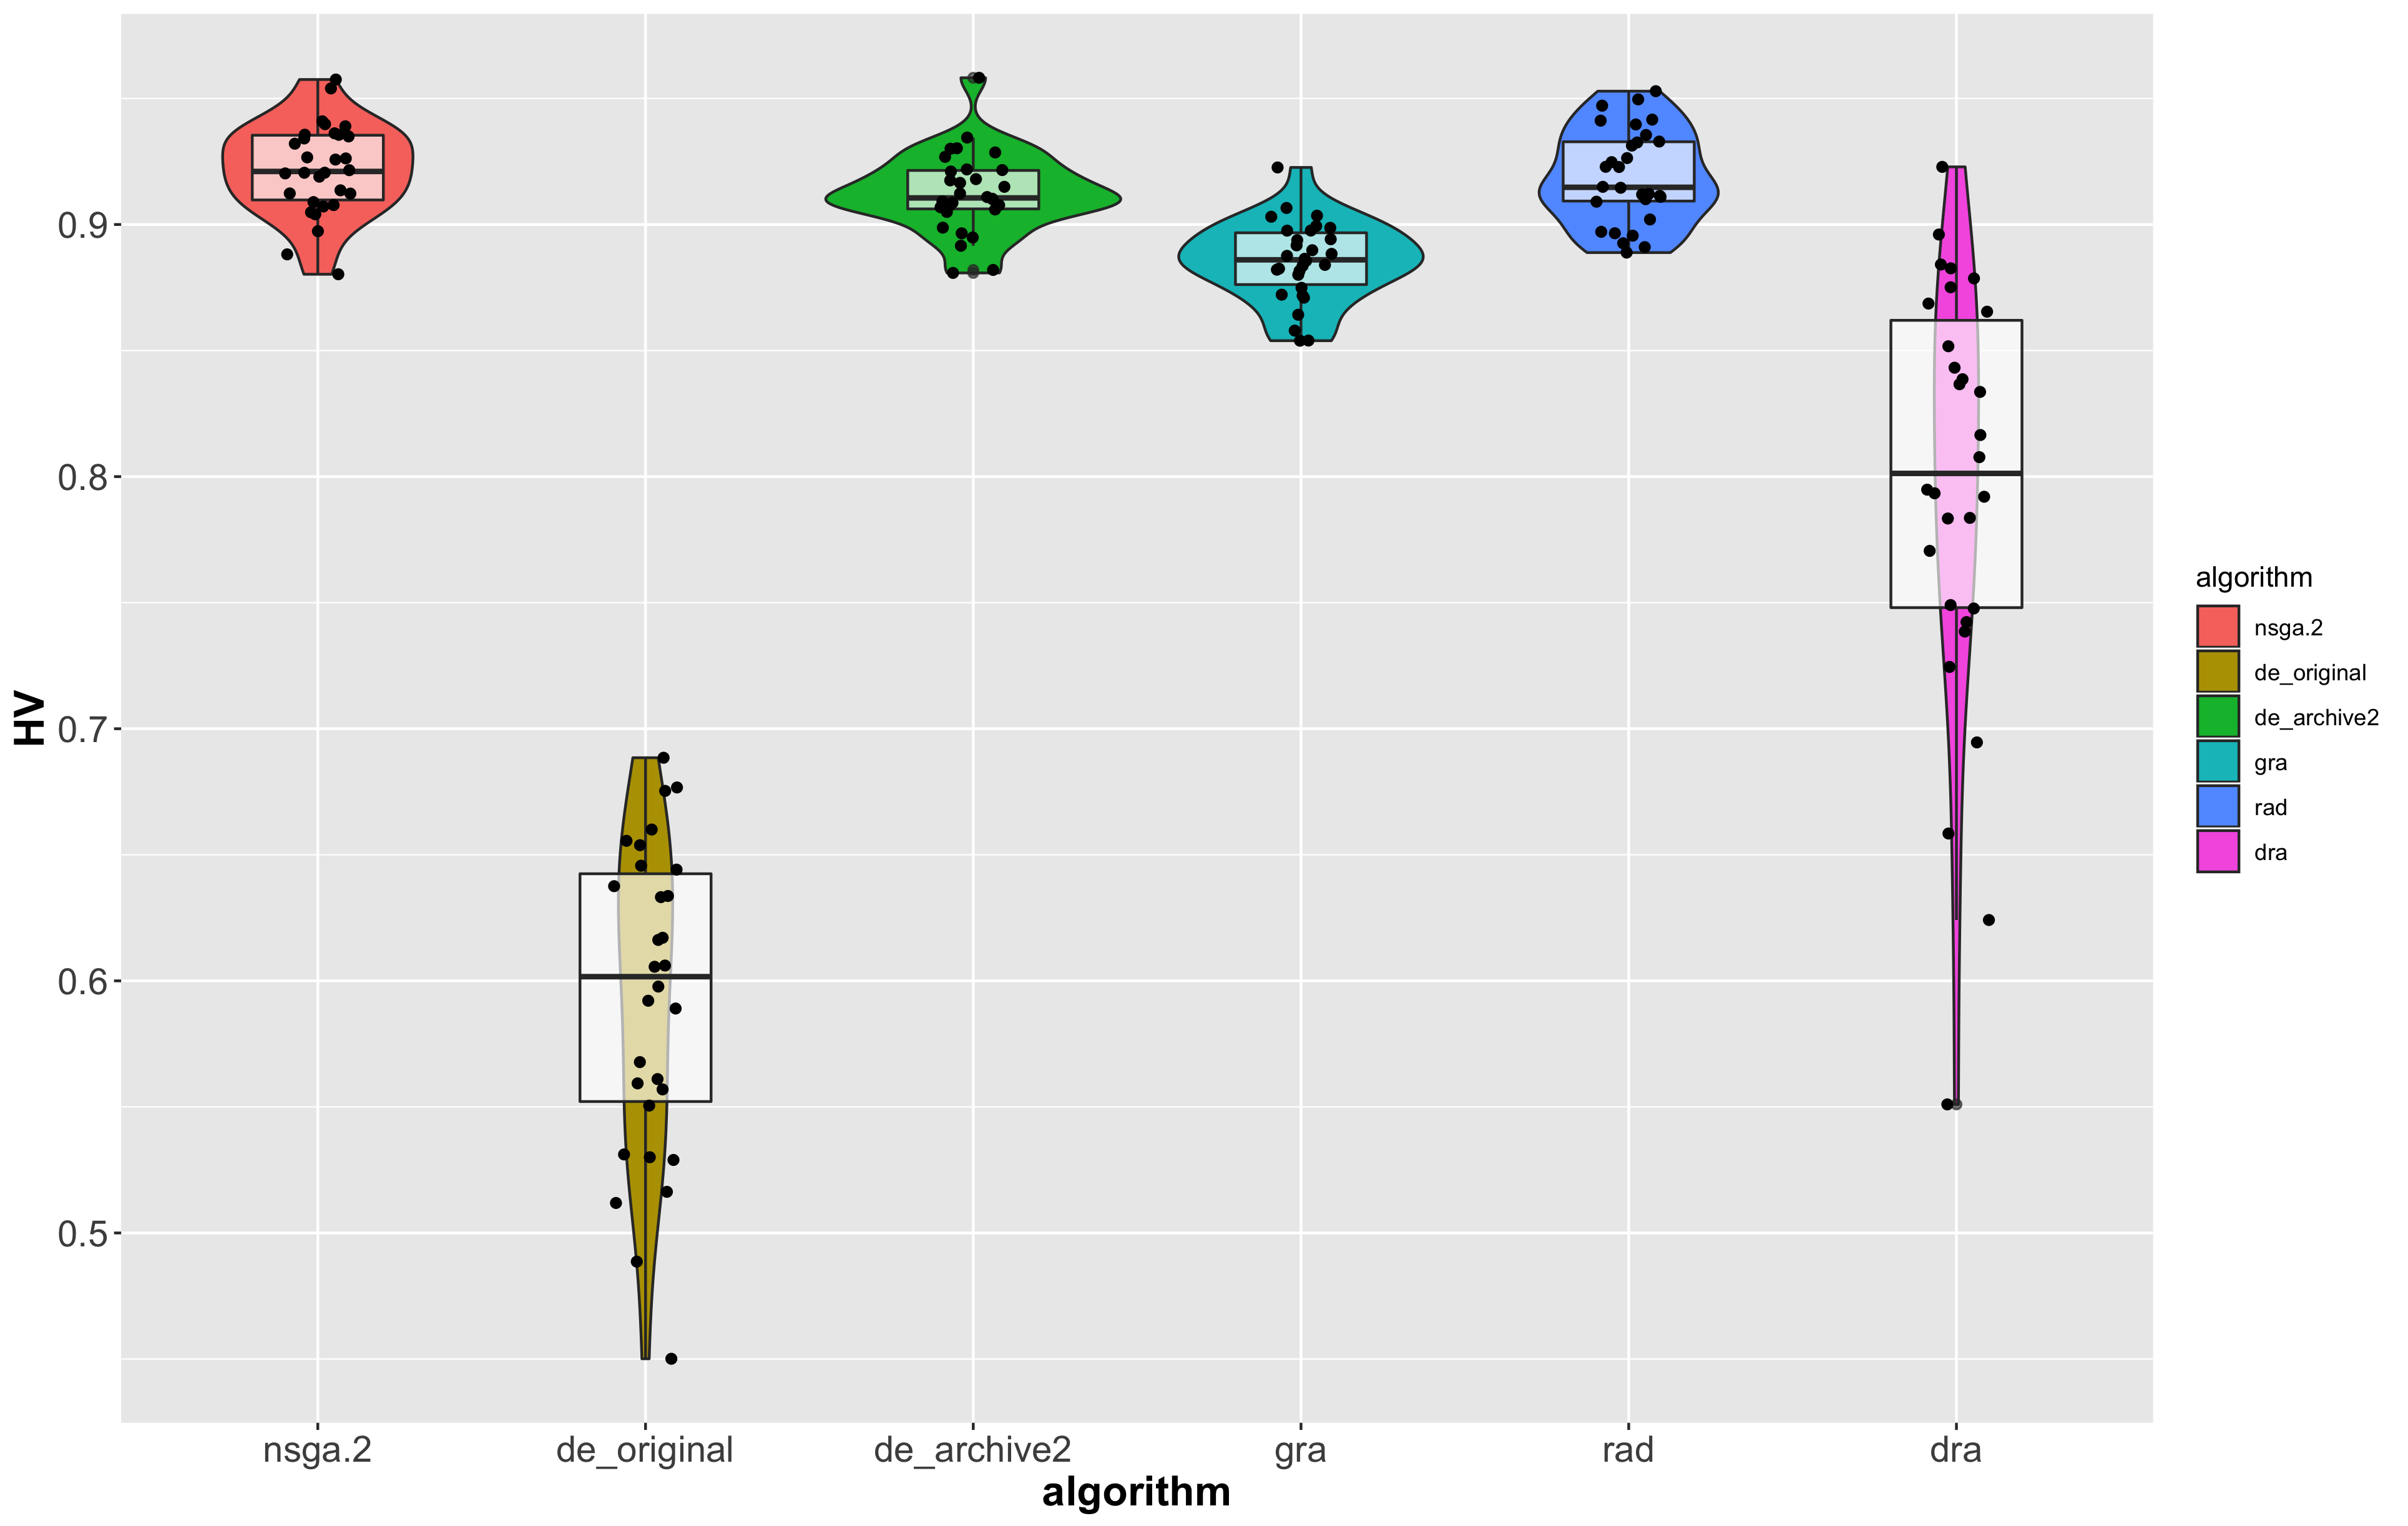 HV
0.9
0.8
0.7
0.6
0.5
nsga.2 de_original de_archive2 gra rad dra
algorithm
algorithm
nsga.2
de_original
de_archive2
gra
rad
dra